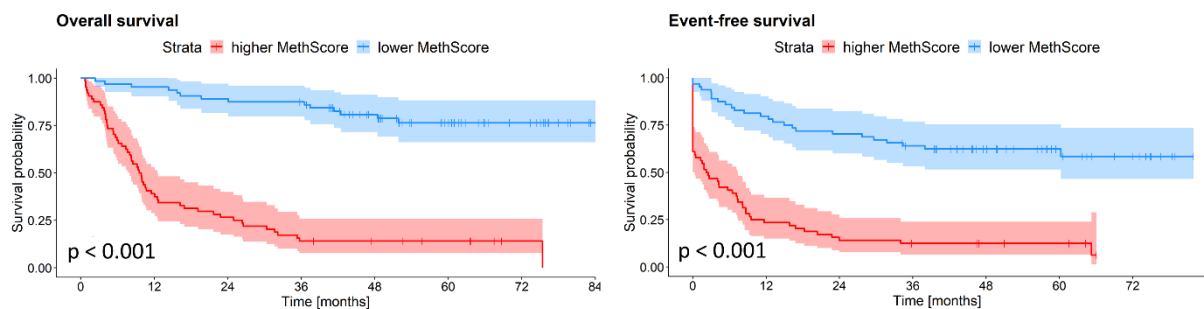 Overall survival
Strata higher MethScore lower MethScore
1.00
0.75
0.50
0.25
0.00
Survival probability
p < 0.001
0 12 24 36 48 60 72 84
Time [months]
Event-free survival
Strata higher MethScore lower MethScore
1.00
0.75
0.50
0.25
0.00
Survival probability
p < 0.001
0 12 24 36 48 60 72
Time [months]